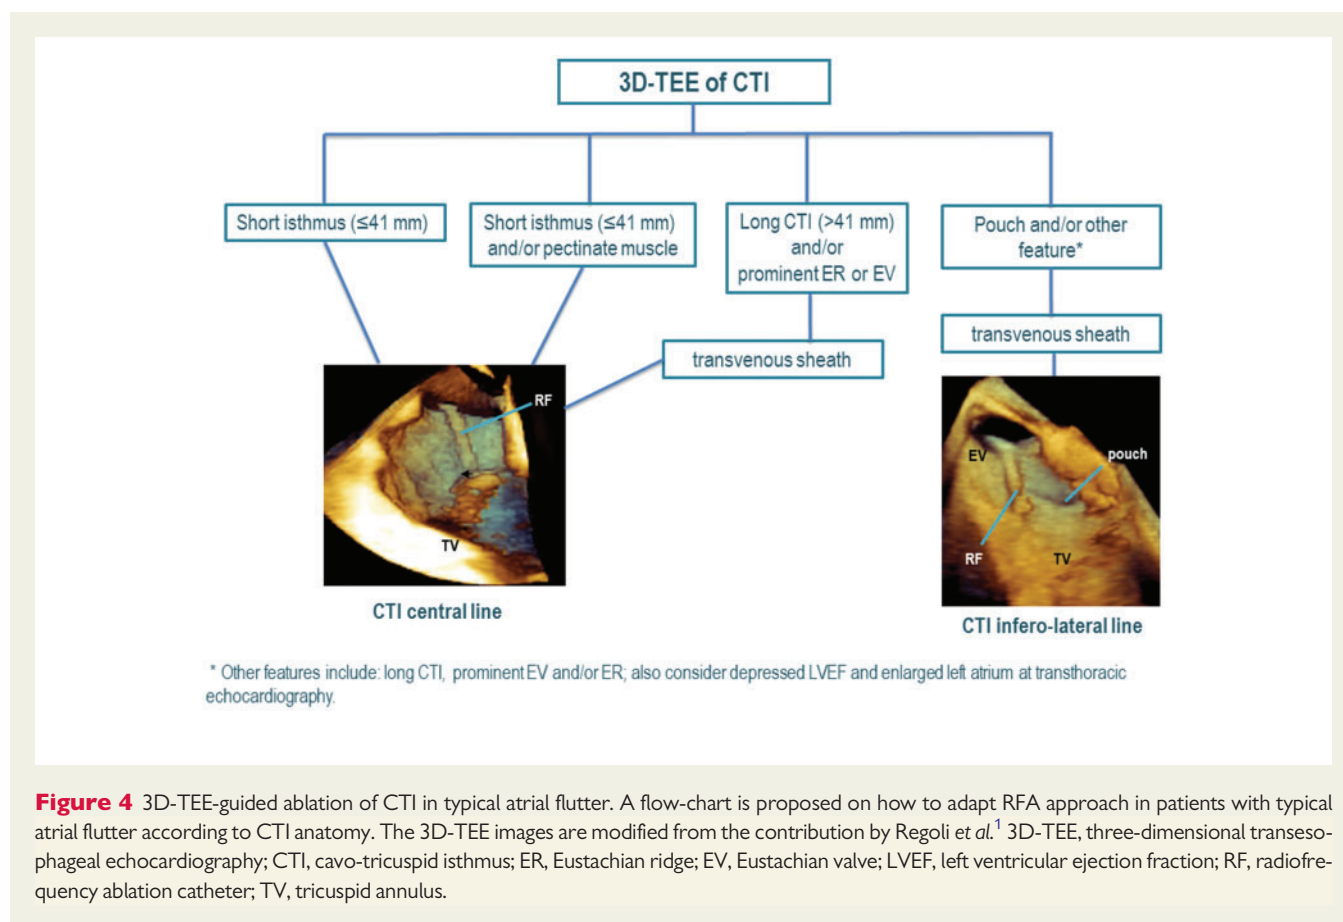 3D-TEE of CTI
Short isthmus (≤41 mm)
Short isthmus (≤41 mm)
and/or pectinate muscle
Long CTI (>41 mm)
and/or
prominent ER or EV
Pouch and/or other
feature*
transvenous sheath
transvenous sheath
RF
TV
EV
pouch
RF
TV
CTI central line
CTI infero-lateral line
* Other features include: long CTI, prominent EV and/or ER; also consider depressed LVEF and enlarged left atrium at transthoracic
echocardiography.
Figure 4 3D-TEE-guided ablation of CTI in typical atrial flutter. A flow-chart is proposed on how to adapt RFA approach in patients with typical
atrial flutter according to CTI anatomy. The 3D-TEE images are modified from the contribution by Regoli et al.1 3D-TEE, three-dimensional transeso-
phageal echocardiography; CTI, cavo-tricuspid isthmus; ER, Eustachian ridge; EV, Eustachian valve; LVEF, left ventricular ejection fraction; RF, radiofre-
quency ablation catheter; TV, tricuspid annulus.